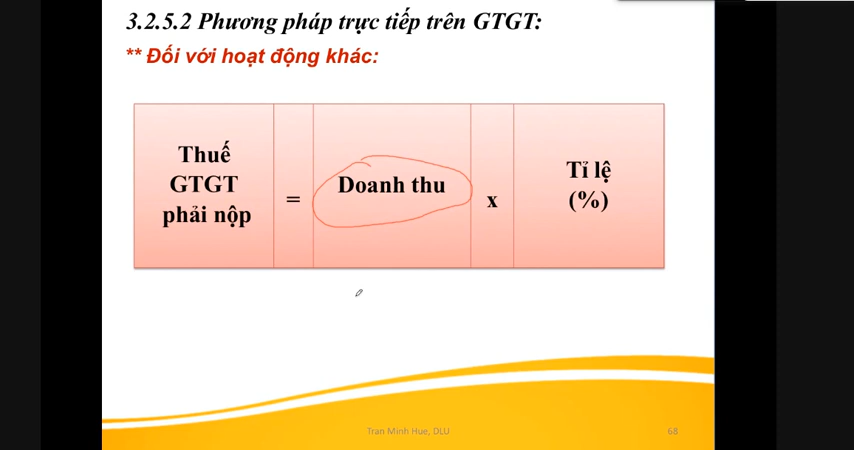 3.2.5.2 Phương pháp trực tiếp trên GTGT:
** Đối với hoạt động khác:
Thuế
GTGT
phải nộp
=
Doanh thu
x
Tỉ lệ
(%)
Tran Minh Hue, DLU
68